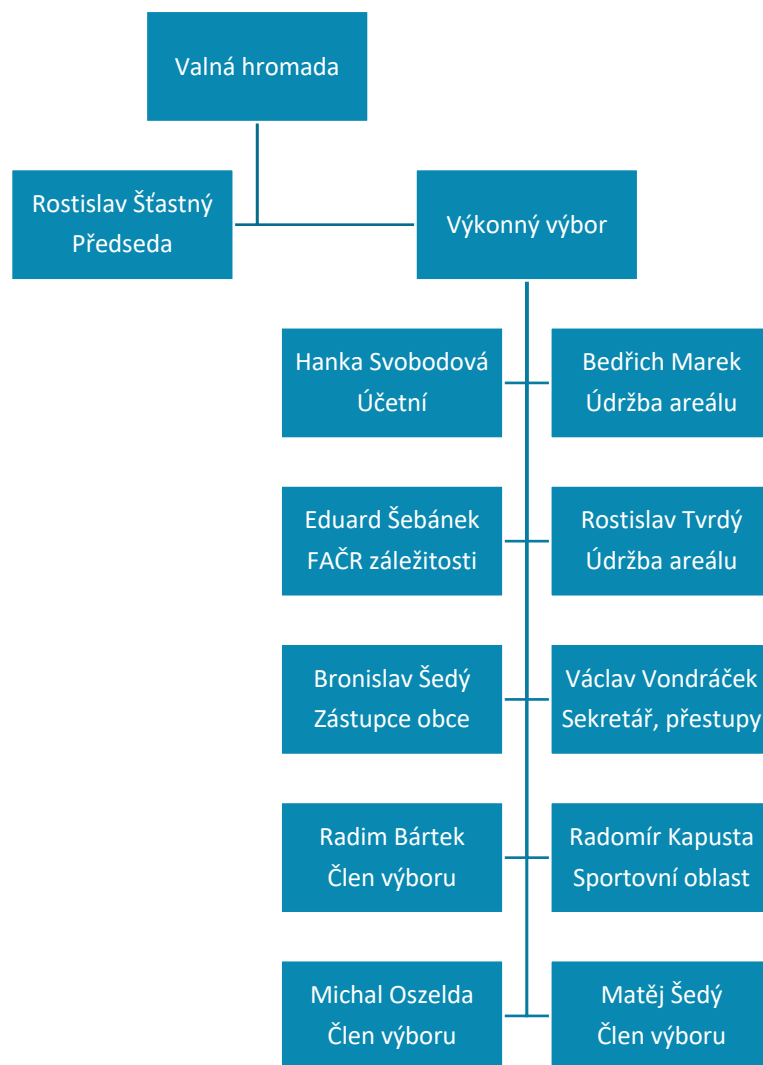 Valná hromada
Rostislav Šťastný
Předseda
Výkonný výbor
Hanka Svobodová
Účetní
Bedřich Marek
Údržba areálu
Eduard Šebánek
FAČR záležitosti
Rostislav Tvrdý
Údržba areálu
Bronislav Šedý
Zástupce obce
Václav Vondráček
Sekretář, přestupy
Radim Bártek
Člen výboru
Radomír Kapusta
Sportovní oblast
Michal Oszelda
Člen výboru
Matěj Šedý
Člen výboru